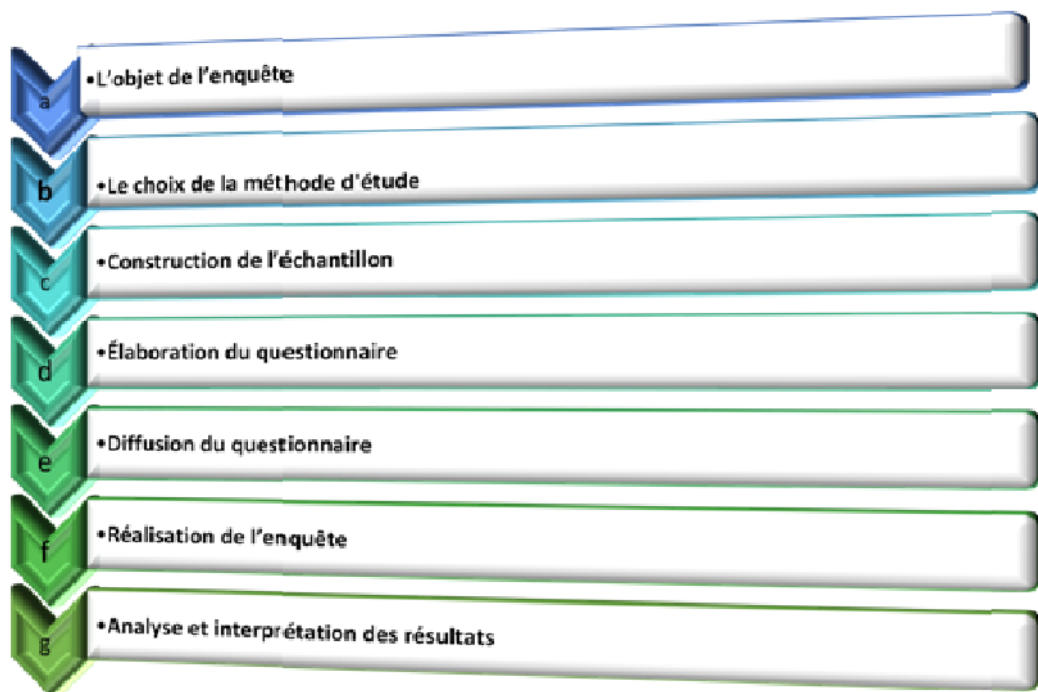 a
•L'objet de l'enquête
b
•Le choix de la méthode d'étude
c
•Construction de l'échantillon
d
•Élaboration du questionnaire
e
•Diffusion du questionnaire
f
•Réalisation de l'enquête
g
•Analyse et interprétation des résultats